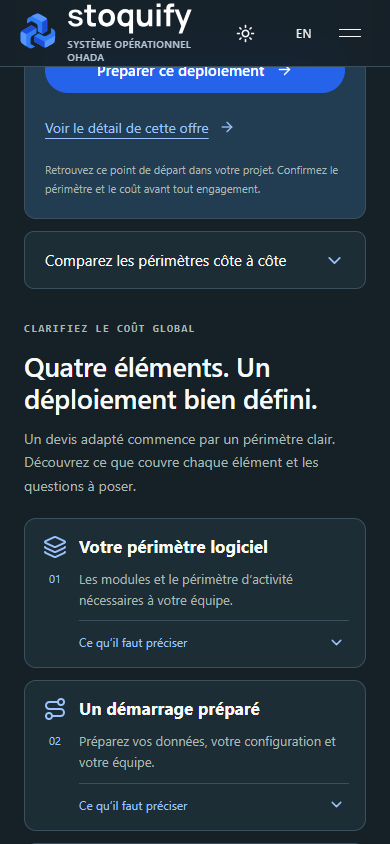 stoquify
SYSTÈME OPÉRATIONNEL
OHADA
EN
Préparer ce déploiement →
Voir le détail de cette offre →
Retrouvez ce point de départ dans votre projet. Confirmez le
périmètre et le coût avant tout engagement.
Comparez les périmètres côte à côte
CLARIFIEZ LE COÛT GLOBAL
Quatre éléments. Un
déploiement bien défini.
Un devis adapté commence par un périmètre clair.
Découvrez ce que couvre chaque élément et les
questions à poser.
Votre périmètre logiciel
01
Les modules et le périmètre d’activité
nécessaires à votre équipe.
Ce qu’il faut préciser
Un démarrage préparé
02
Préparez vos données, votre configuration et
votre équipe.
Ce qu’il faut préciser